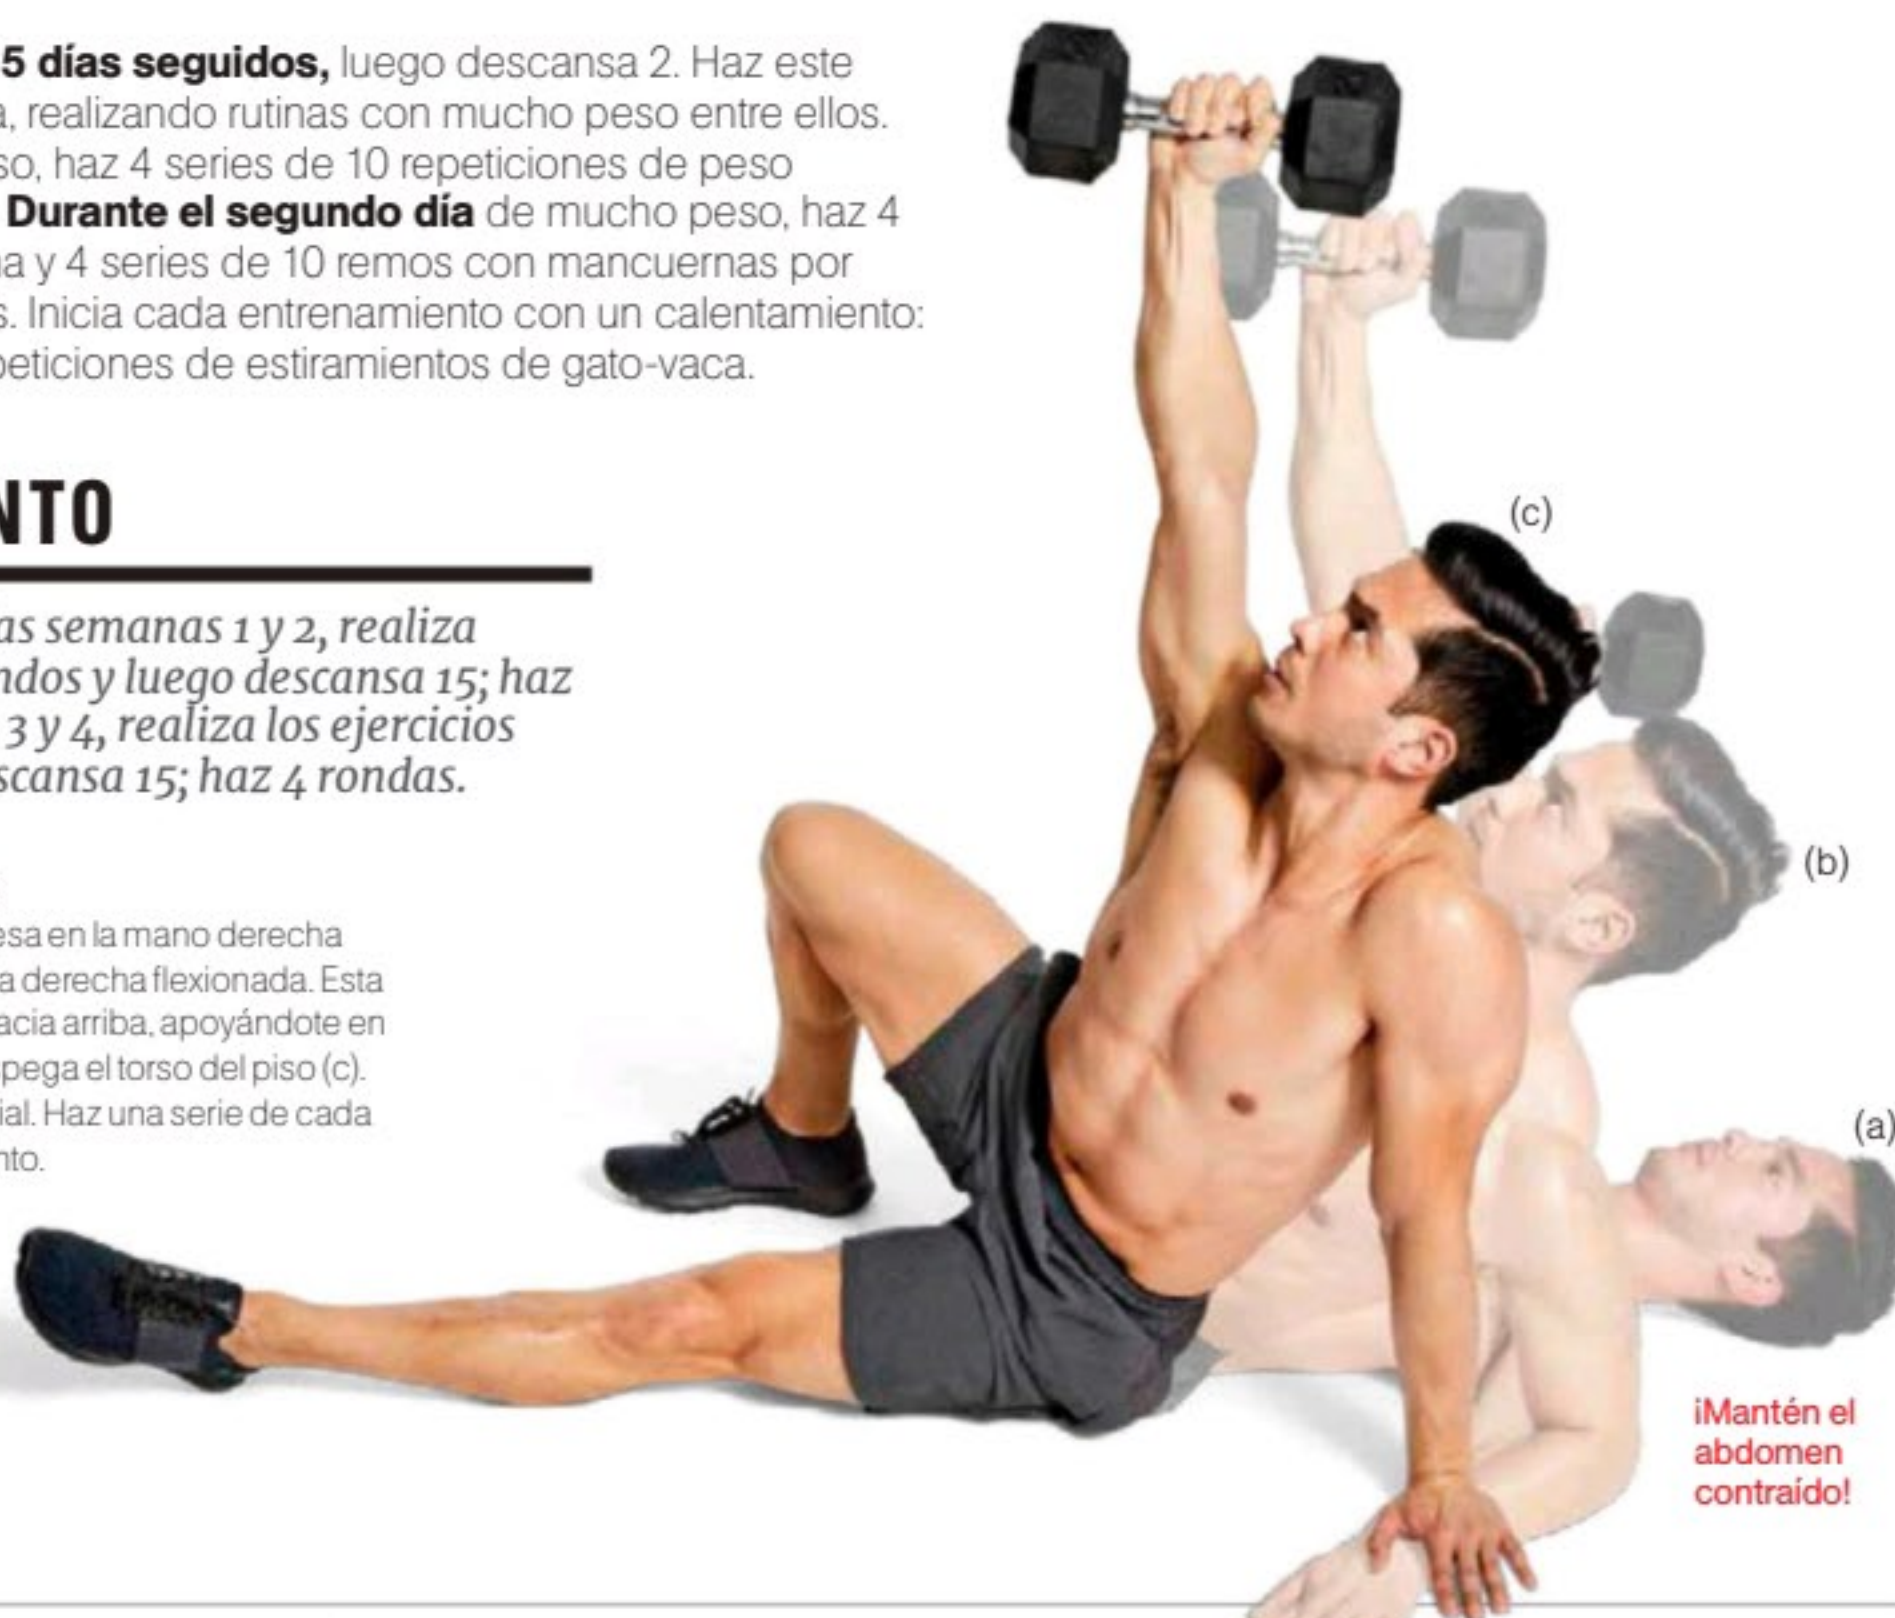 5 días seguidos, luego descansa 2. Haz este
a, realizando rutinas con mucho peso entre ellos.
so, haz 4 series de 10 repeticiones de peso
Durante el segundo día de mucho peso, haz 4
na y 4 series de 10 remos con mancuernas por
s. Inicia cada entrenamiento con un calentamiento:
peticiones de estiramientos de gato-vaca.
NTO
as semanas 1 y 2, realiza
ndos y luego descansa 15; haz
3 y 4, realiza los ejercicios
scansa 15; haz 4 rondas.
esa en la mano derecha
a derecha flexionada. Esta
acia arriba, apoyándote en
spega el torso del piso (c).
ial. Haz una serie de cada
nto.
(c)
(b)
(a)
¡Mantén el
abdomen
contraído!